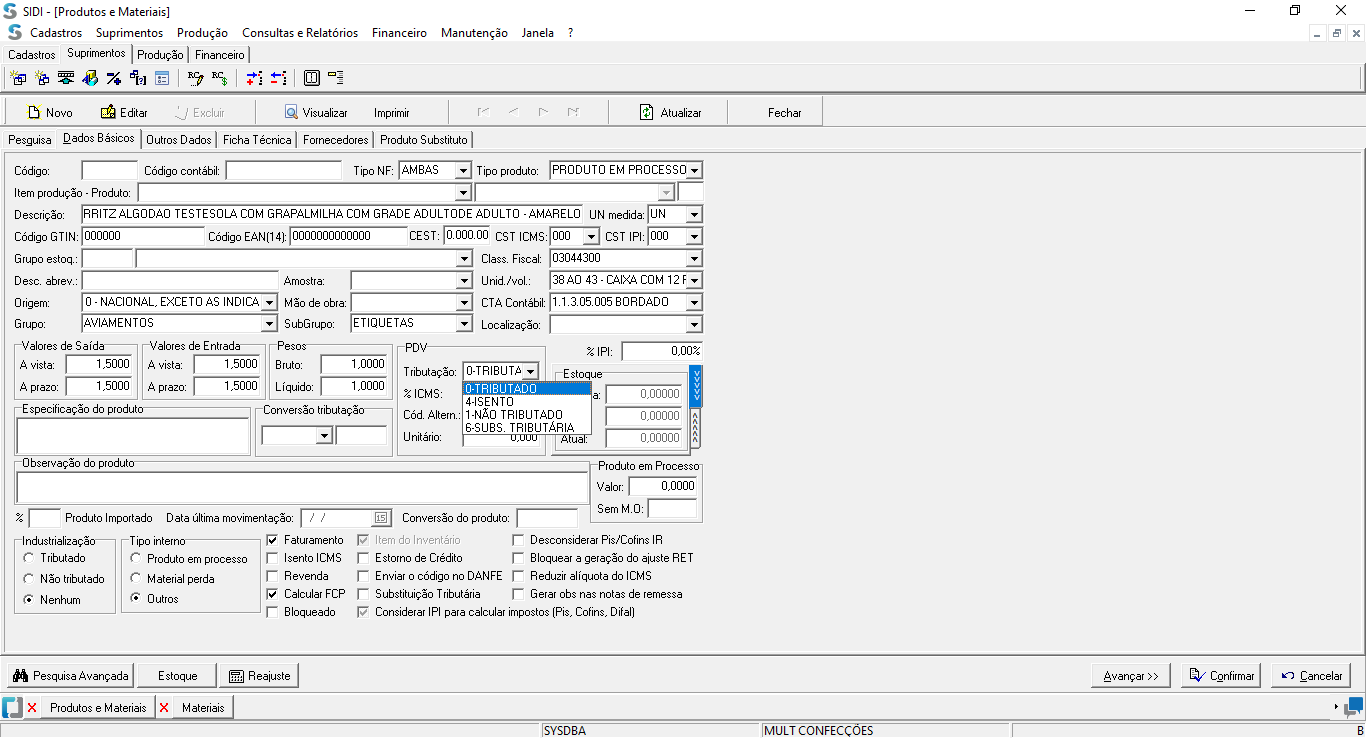 SIDI - [Produtos e Materiais]
Cadastros Suprimentos Produção Consultas e Relatórios Financeiro Manutenção Janela ?
Cadastros Suprimentos Produção Financeiro
Novo Editar Excluir Visualizar Imprimir Atualizar Fechar
Pesquisa Dados Básicos Outros Dados Ficha Técnica Fornecedores Produto Substituto
Código: Código contábil: Tipo NF: AMBAS Tipo produto: PRODUTO EM PROCESSO
Item produção - Produto:
Descrição: RRITZ ALGODAO TESTESOLA COM GRAPALMILHA COM GRADE ADULTODE ADULTO - AMARELO UN medida: UN
Código GTIN: 000000 Código EAN(14): 0000000000000 CEST: 0.000.00 CST ICMS: 000 CST IPI: 000
Grupo estoq.: Class. Fiscal: 03044300
Desc. abrev.: Amostra: Unid./vol.: 38 AO 43 - CAIXA COM 12 F
Origem: 0 - NACIONAL, EXCETO AS INDICA Mão de obra: CTA Contábil: 1.1.3.05.005 BORDADO
Grupo: AVIAMENTOS SubGrupo: ETIQUETAS Localização:
Valores de Saída Valores de Entrada Pesos PDV % IPI: 0,00%
A vista: 1,5000 A vista: 1,5000 Bruto: 1,0000 Tributação: 0-TRIBUTA Estoque
A prazo: 1,5000 A prazo: 1,5000 Líquido: 1,0000 % ICMS: 0-TRIBUTADO a: 0,00000
4-ISENTO
Especificação do produto Conversão tributação Cód. Altern.: 1-NÃO TRIBUTADO 0,00000
6-SUBS. TRIBUTÁRIA
Unitário: 0,000 Atual: 0,00000
Observação do produto Produto em Processo
Valor: 0,0000
Sem M.O:
% Produto Importado Data última movimentação: / / 15 Conversão do produto:
Industrialização Tipo interno Faturamento Item do Inventário Desconsiderar Pis/Cofins IR
Tributado Produto em processo Isento ICMS Estorno de Crédito Bloquear a geração do ajuste RET
Não tributado Material perda Revenda Enviar o código no DANFE Reduzir alíquota do ICMS
Nenhum Outros Calcular FCP Substituição Tributária Gerar obs nas notas de remessa
Bloqueado Considerar IPI para calcular impostos (Pis, Cofins, Difal)
Pesquisa Avançada Estoque Reajuste Avançar >> Confirmar Cancelar
Produtos e Materiais Materiais
SYSDBA MULT CONFECÇÕES B